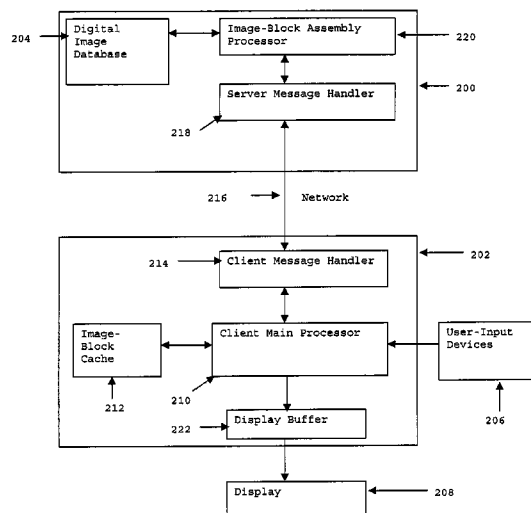 204
Digital
Image
Database
Image-Block Assembly
Processor
220
Server Message Handler
200
218
216
Network
202
214
Client Message Handler
Image-
Block
Cache
Client Main Processor
User-Input
Devices
212
210
206
Display Buffer
222
Display
208